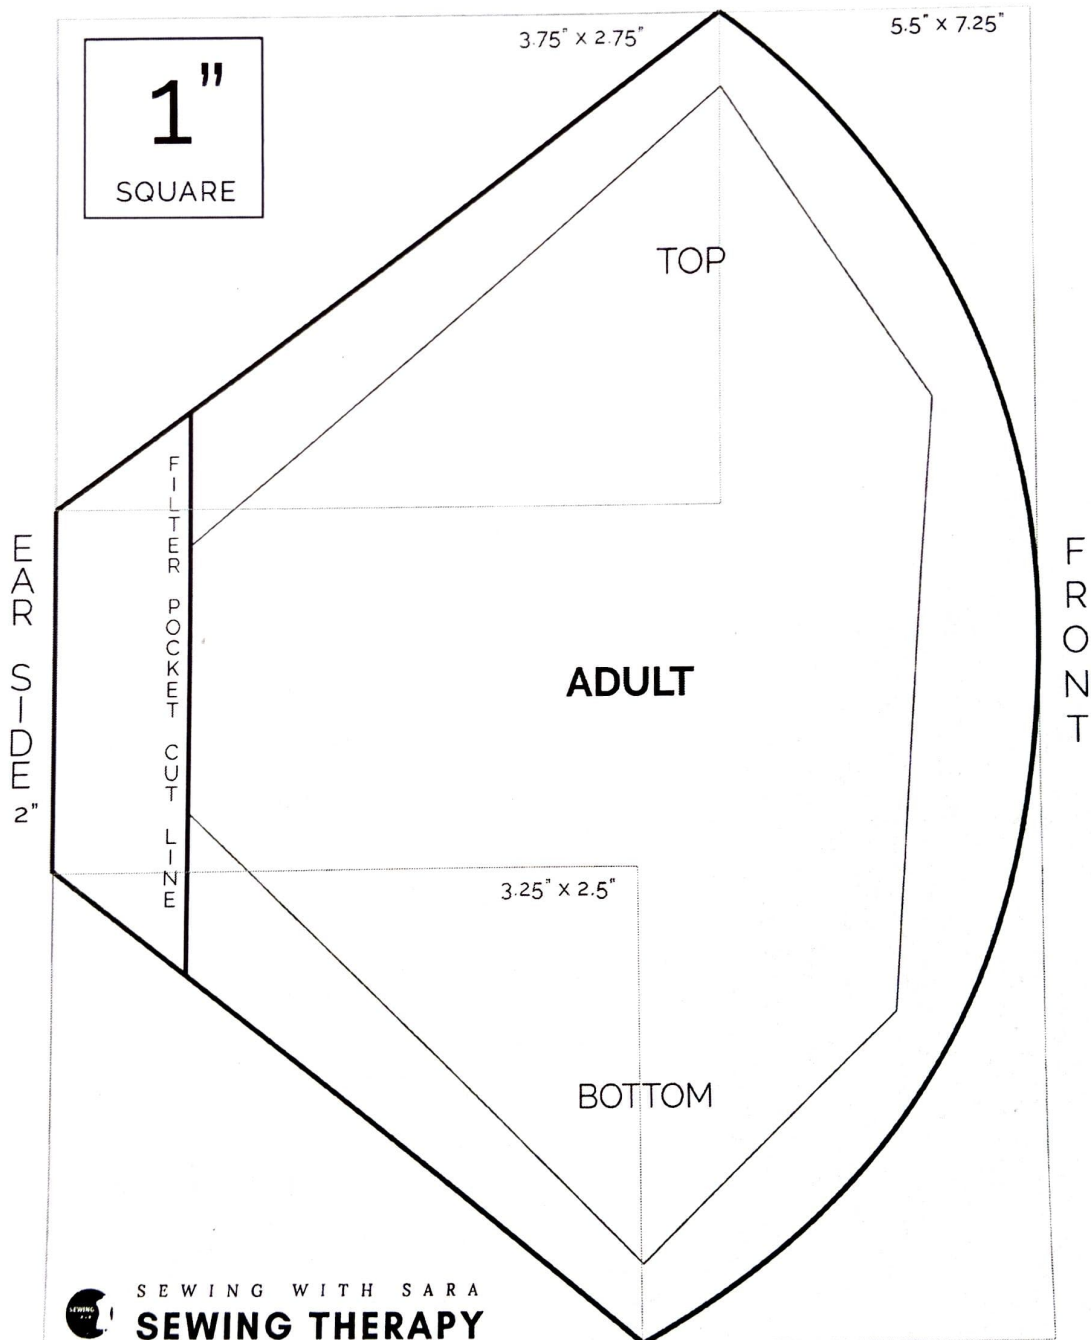 3.75" X 2.75"
5.5" X 7.25"
1"
SQUARE
TOP
FILTER POCKET CUT LINE
EAR SIDE 2"
FRONT
ADULT
3.25" X 2.5"
BOTTOM
SEWING WITH SARA
SEWING THERAPY
SEWING